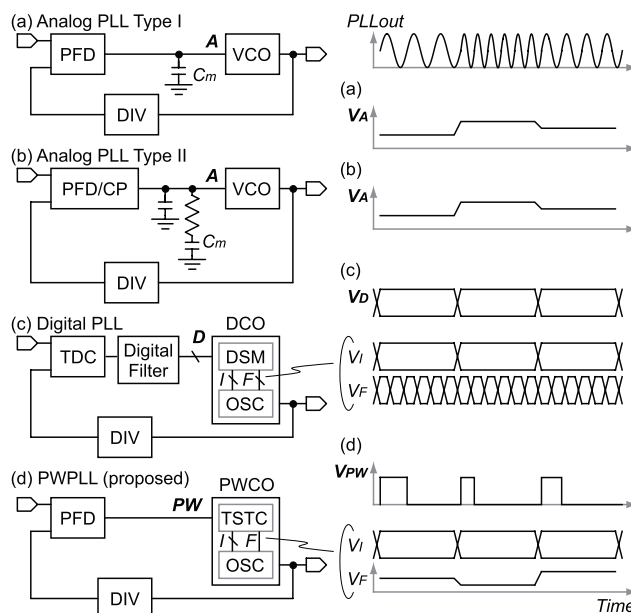 (a) Analog PLL Type I
PFD
A
Cm
VCO
DIV
(b) Analog PLL Type II
PFD/CP
A
Cm
VCO
DIV
(c) Digital PLL
TDC
Digital
Filter
D
DCO
DSM
I F
OSC
DIV
(d) PWPLL (proposed)
PFD
PW
PWCO
TSTC
I F
OSC
DIV
PLLout
(a)
VA
(b)
VA
(c)
VD
VI
VF
(d)
VPW
VI
VF
Time